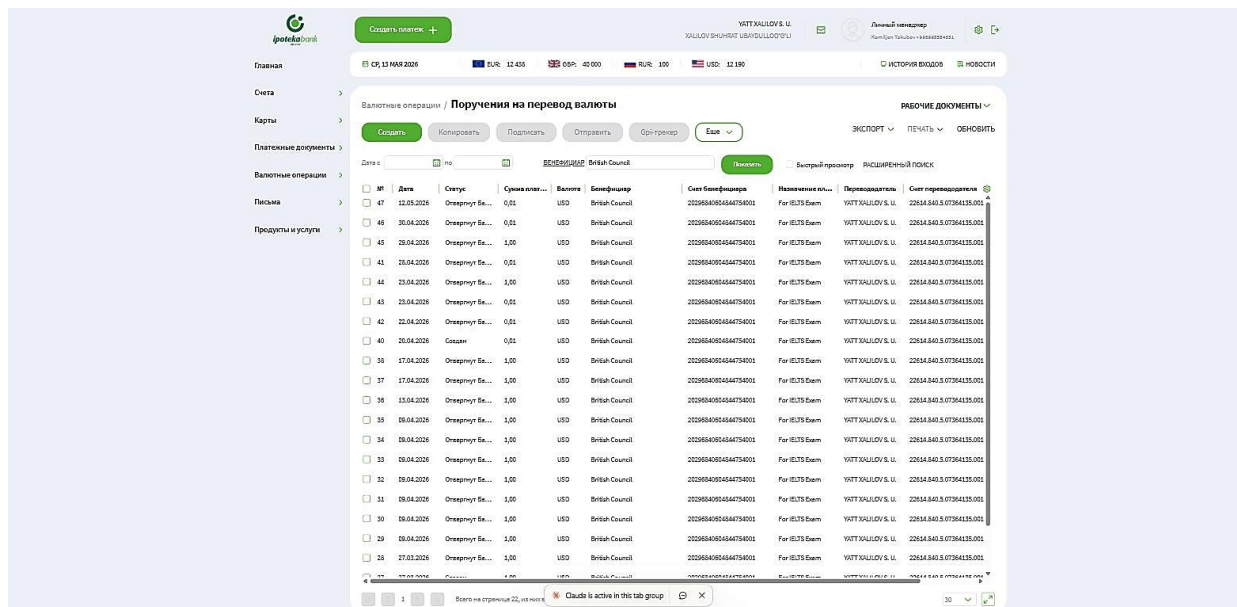 ipotekabank
Создать платеж +
YATT XALILOV S. U.
XALILOV SHUHRAT UBAYDULLOO'G'LI
Личный менеджер
Главная
Счета
Карты
Платежные документы
Валютные операции
Письма
Продукты и услуги
СР, 13 МАЯ 2026
EUR: 12 436 GBP: 40 000 RUR: 100 USD: 12 190
ИСТОРИЯ ВХОДОВ НОВОСТИ
Валютные операции / Поручения на перевод валюты
РАБОЧИЕ ДОКУМЕНТЫ
Создать Копировать Подписать Отправить Gpi-трекер Еще
ЭКСПОРТ ПЕЧАТЬ ОБНОВИТЬ
Дата с по БЕНЕФИЦИАР British Council Показать Быстрый просмотр РАСШИРЕННЫЙ ПОИСК
№ Дата Статус Сумма плат... Валюта Бенефициар Счет бенефициара Назначение пл... Перевододатель Счет перевододателя
47 12.05.2026 Отвергнут Ба... 0,01 USD British Council For IELTS Exam YATT XALILOV S. U. 22614.840.5.07364135.001
46 30.04.2026 Отвергнут Ба... 0,01 USD British Council For IELTS Exam YATT XALILOV S. U. 22614.840.5.07364135.001
45 29.04.2026 Отвергнут Ба... 1,00 USD British Council For IELTS Exam YATT XALILOV S. U. 22614.840.5.07364135.001
41 28.04.2026 Отвергнут Ба... 0,01 USD British Council For IELTS Exam YATT XALILOV S. U. 22614.840.5.07364135.001
44 23.04.2026 Отвергнут Ба... 1,00 USD British Council For IELTS Exam YATT XALILOV S. U. 22614.840.5.07364135.001
43 23.04.2026 Отвергнут Ба... 0,01 USD British Council For IELTS Exam YATT XALILOV S. U. 22614.840.5.07364135.001
42 22.04.2026 Отвергнут Ба... 0,01 USD British Council For IELTS Exam YATT XALILOV S. U. 22614.840.5.07364135.001
40 20.04.2026 Создан 0,01 USD British Council For IELTS Exam YATT XALILOV S. U. 22614.840.5.07364135.001
38 17.04.2026 Отвергнут Ба... 1,00 USD British Council For IELTS Exam YATT XALILOV S. U. 22614.840.5.07364135.001
37 17.04.2026 Отвергнут Ба... 1,00 USD British Council For IELTS Exam YATT XALILOV S. U. 22614.840.5.07364135.001
36 13.04.2026 Отвергнут Ба... 1,00 USD British Council For IELTS Exam YATT XALILOV S. U. 22614.840.5.07364135.001
35 09.04.2026 Отвергнут Ба... 1,00 USD British Council For IELTS Exam YATT XALILOV S. U. 22614.840.5.07364135.001
34 09.04.2026 Отвергнут Ба... 1,00 USD British Council For IELTS Exam YATT XALILOV S. U. 22614.840.5.07364135.001
33 09.04.2026 Отвергнут Ба... 1,00 USD British Council For IELTS Exam YATT XALILOV S. U. 22614.840.5.07364135.001
32 09.04.2026 Отвергнут Ба... 1,00 USD British Council For IELTS Exam YATT XALILOV S. U. 22614.840.5.07364135.001
31 09.04.2026 Отвергнут Ба... 1,00 USD British Council For IELTS Exam YATT XALILOV S. U. 22614.840.5.07364135.001
30 09.04.2026 Отвергнут Ба... 1,00 USD British Council For IELTS Exam YATT XALILOV S. U. 22614.840.5.07364135.001
29 09.04.2026 Отвергнут Ба... 1,00 USD British Council For IELTS Exam YATT XALILOV S. U. 22614.840.5.07364135.001
28 27.03.2026 Отвергнут Ба... 1,00 USD British Council For IELTS Exam YATT XALILOV S. U. 22614.840.5.07364135.001
1 Всего на странице 22, из них в
Claude is active in this tab group
30